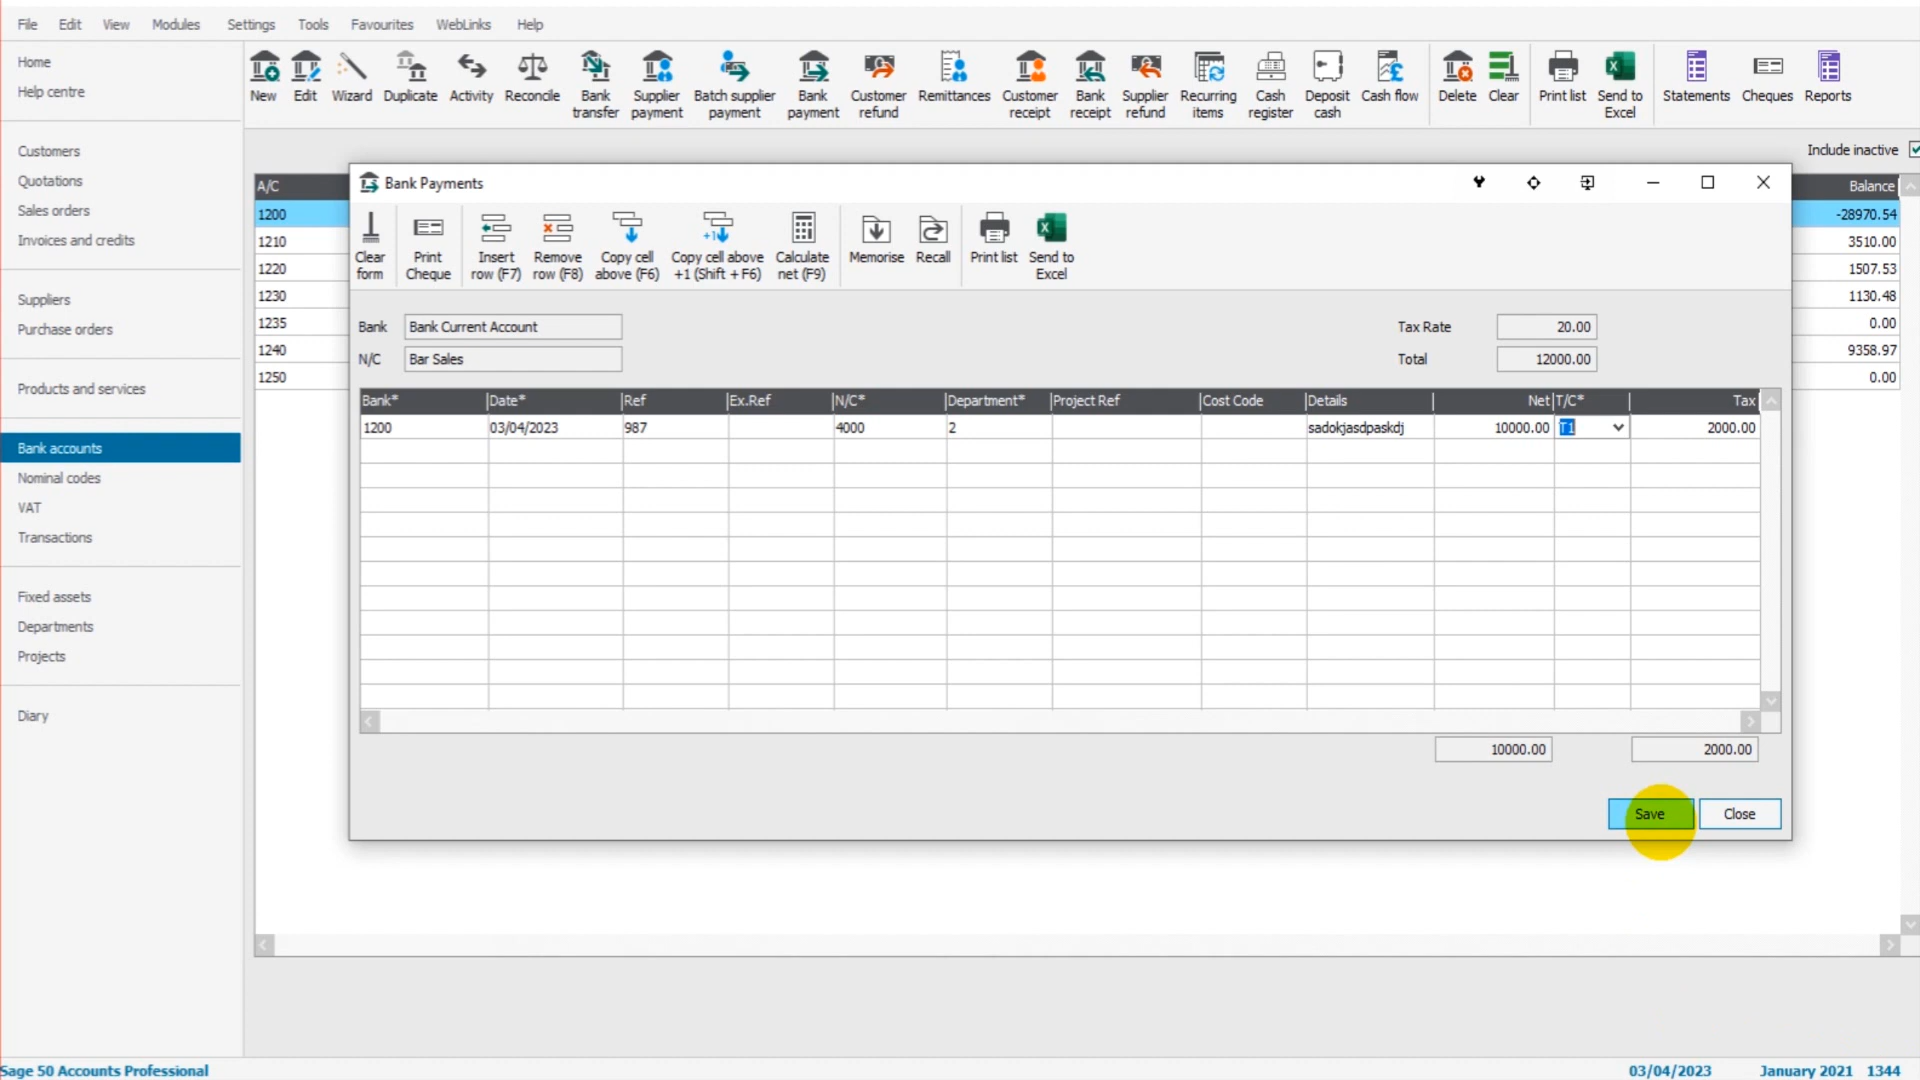 File Edit View Modules Settings Tools Favourites WebLinks Help
Home
Help centre
Customers
Quotations
Sales orders
Invoices and credits
Suppliers
Purchase orders
Products and services
Bank accounts
Nominal codes
VAT
Transactions
Fixed assets
Departments
Projects
Diary
New Edit Wizard Duplicate Activity Reconcile Bank transfer Supplier payment Batch supplier payment Bank payment Customer refund Remittances Customer receipt Bank receipt Supplier refund Recurring items Cash register Deposit cash Cash flow Delete Clear Print list Send to Excel Statements Cheques Reports
Include inactive
A/C Balance
1200 -28970.54
1210 3510.00
1220 1507.53
1230 1130.48
1235 0.00
1240 9358.97
1250 0.00
Bank Payments
Clear form Print Cheque Insert row (F7) Remove row (F8) Copy cell above (F6) Copy cell above +1 (Shift + F6) Calculate net (F9) Memorise Recall Print list Send to Excel
Bank Bank Current Account Tax Rate 20.00
N/C Bar Sales Total 12000.00
Bank* Date* Ref Ex.Ref N/C* Department* Project Ref Cost Code Details Net T/C* Tax
1200 03/04/2023 987 4000 2 sadokjasdpaskdj 10000.00 T1 2000.00
10000.00 2000.00
Save Close
Sage 50 Accounts Professional 03/04/2023 January 2021 1344